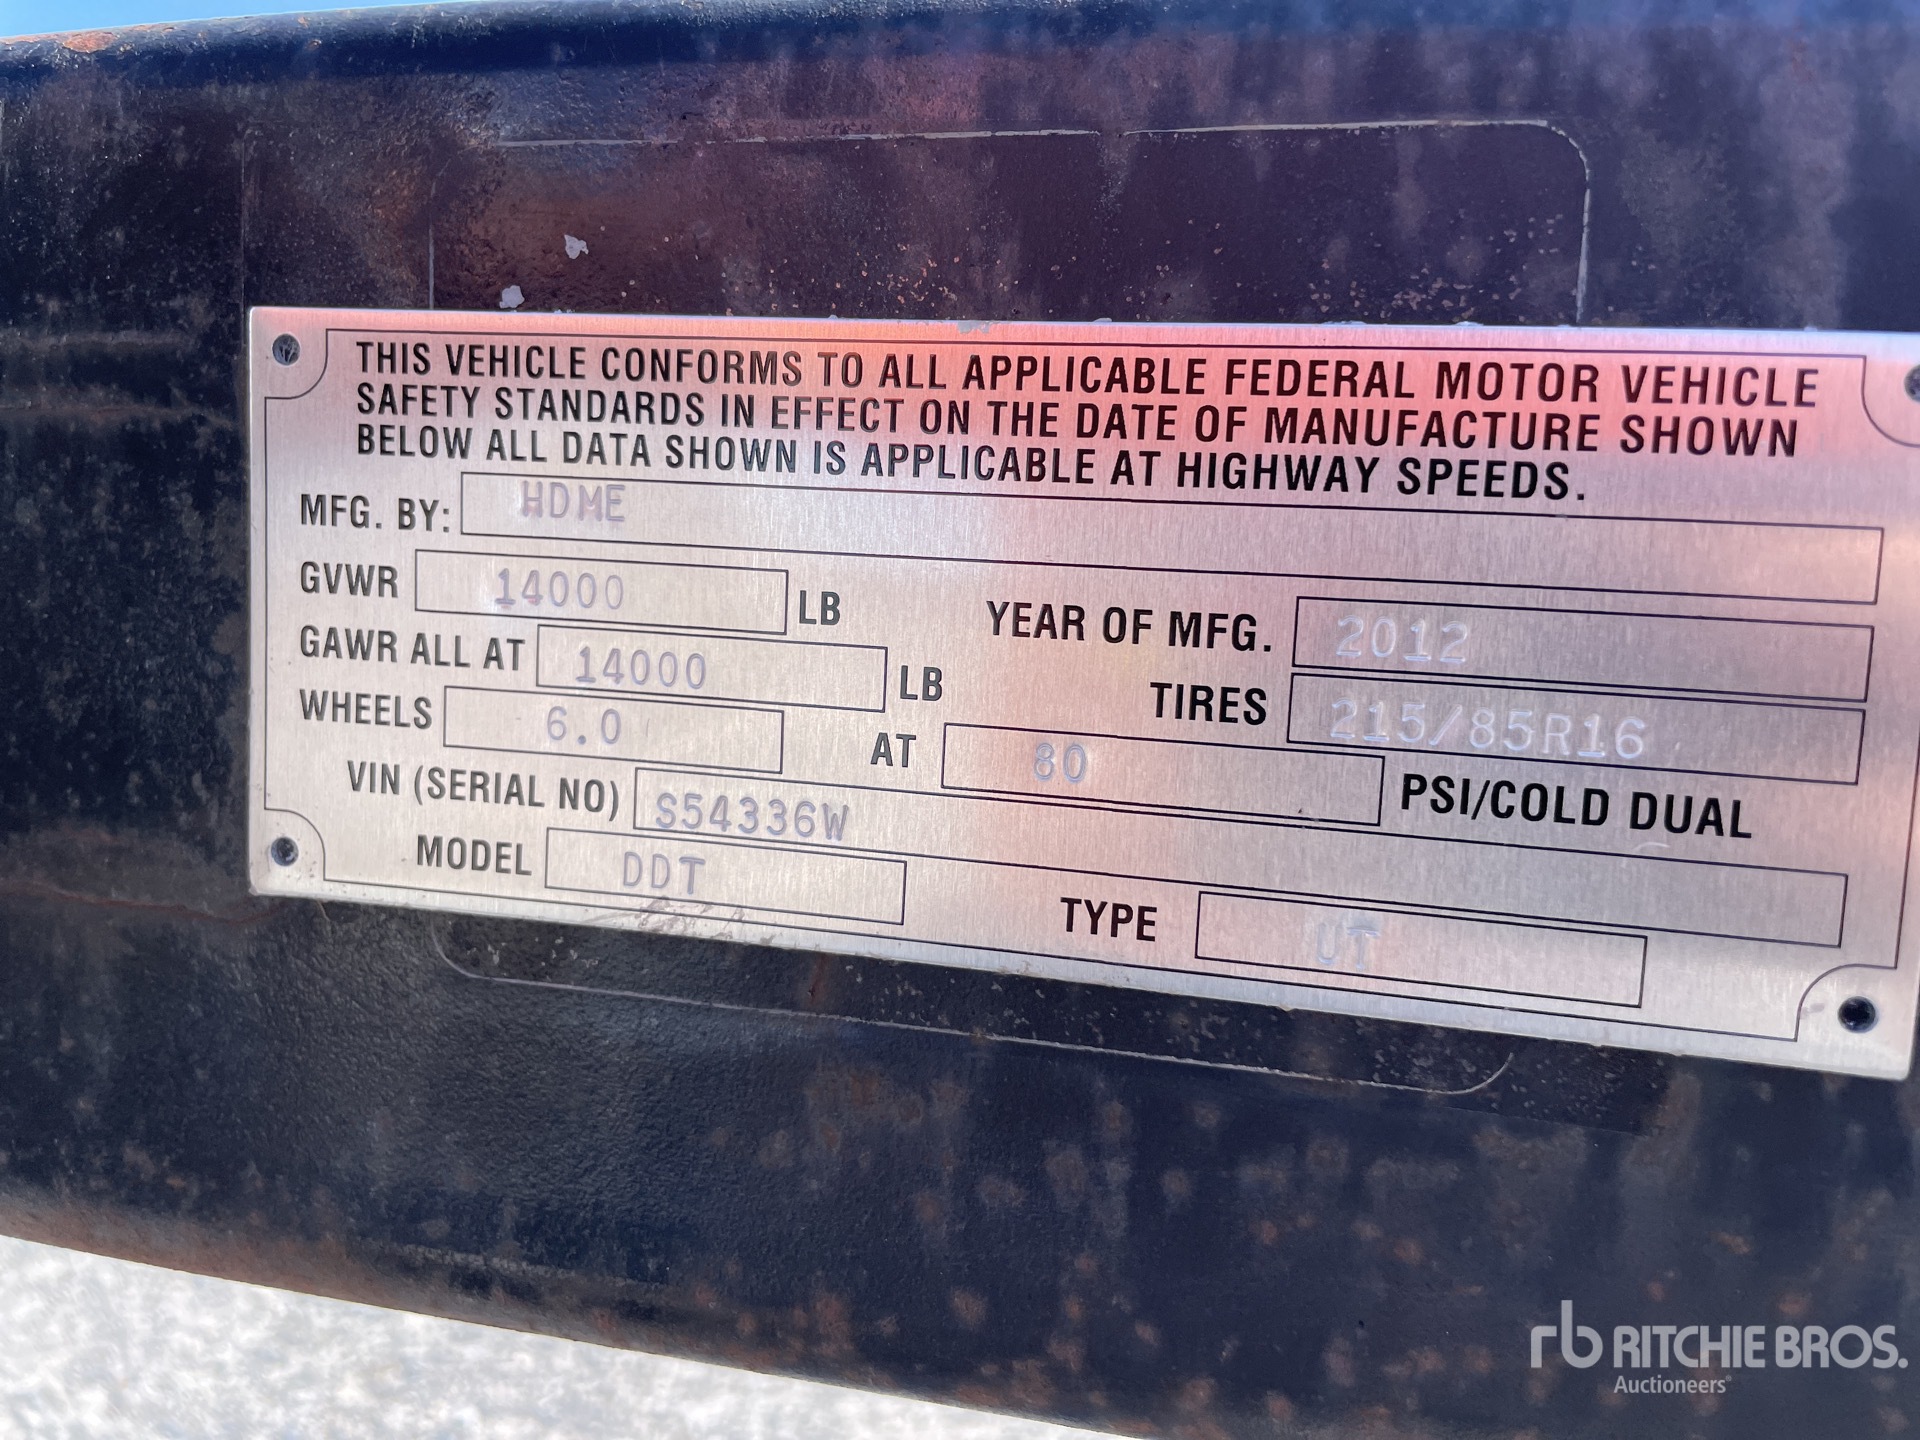 THIS VEHICLE CONFORMS TO ALL APPLICABLE FEDERAL MOTOR VEHICLE
SAFETY STANDARDS IN EFFECT ON THE DATE OF MANUFACTURE SHOWN
BELOW ALL DATA SHOWN IS APPLICABLE AT HIGHWAY SPEEDS.
MFG. BY: HDME
GVWR 14000 LB YEAR OF MFG. 2012
GAWR ALL AT 14000 LB TIRES 215/85R16
WHEELS 6.0 AT 80 PSI/COLD DUAL
VIN (SERIAL NO) S54336W
MODEL DDT TYPE UT
rb RITCHIE BROS.
Auctioneers®